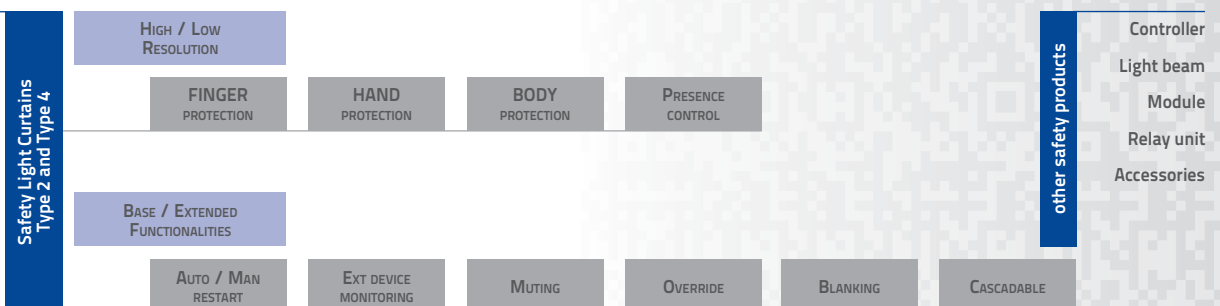 Safety Light Curtains
Type 2 and Type 4
High / Low
Resolution
FINGER
PROTECTION
HAND
PROTECTION
BODY
PROTECTION
Presence
control
Base / Extended
Functionalities
Auto / Man
restart
Ext device
monitoring
Muting
Override
Blanking
Cascadable
other safety products
Controller
Light beam
Module
Relay unit
Accessories